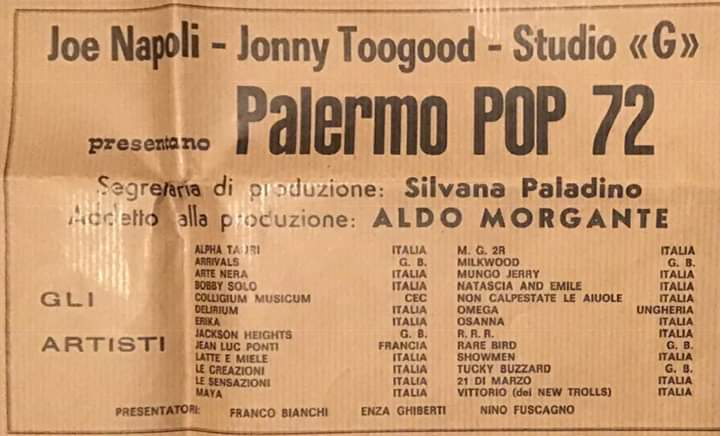 Joe Napoli - Jonny Toogood - Studio «G»
presentano Palermo POP 72
Segretaria di produzione: Silvana Paladino
Addetto alla produzione: ALDO MORGANTE
GLI
ARTISTI
ALPHA TAURI ITALIA
ARRIVALS G. B.
ARTE NERA ITALIA
BOBBY SOLO ITALIA
COLLIGIUM MUSICUM CEC
DELIRIUM ITALIA
ERIKA ITALIA
JACKSON HEIGHTS G. B.
JEAN LUC PONTI FRANCIA
LATTE E MIELE ITALIA
LE CREAZIONI ITALIA
LE SENSAZIONI ITALIA
MAYA ITALIA
M. G. 2R ITALIA
MILKWOOD G. B.
MUNGO JERRY ITALIA
NATASCIA AND EMILE ITALIA
NON CALPESTATE LE AIUOLE ITALIA
OMEGA UNGHERIA
OSANNA ITALIA
R. R. R. ITALIA
RARE BIRD G. B.
SHOWMEN ITALIA
TUCKY BUZZARD G. B.
21 DI MARZO ITALIA
VITTORIO (dei NEW TROLLS) ITALIA
PRESENTATORI: FRANCO BIANCHI ENZA GHIBERTI NINO FUSCAGNO